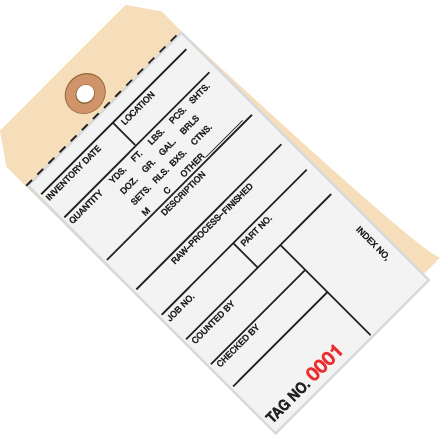 INVENTORY DATE LOCATION
QUANTITY YDS. FT. LBS. PCS. SHTS.
DOZ. GR. GAL. BRLS
SETS. RLS. BXS. CTNS.
M C OTHER
DESCRIPTION
RAW–PROCESS–FINISHED
JOB NO. PART NO.
COUNTED BY
CHECKED BY
INDEX NO.
TAG NO. 0001